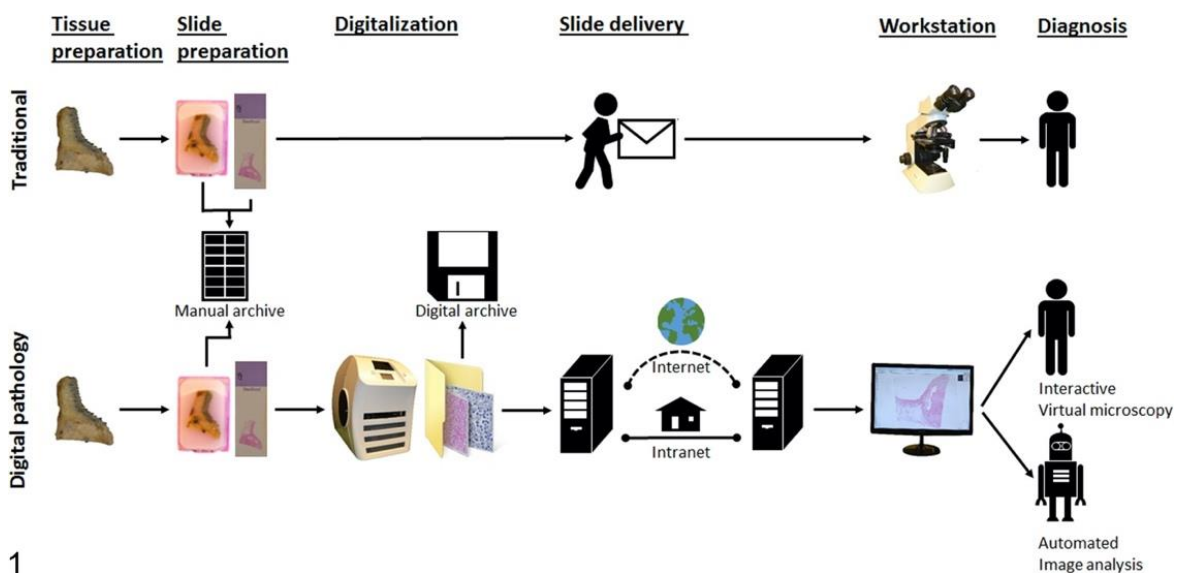 Tissue
preparation
Slide
preparation
Digitalization
Slide delivery
Workstation
Diagnosis
Traditional
Manual archive
Digital archive
Digital pathology
Internet
Intranet
Interactive
Virtual microscopy
Automated
Image analysis
1